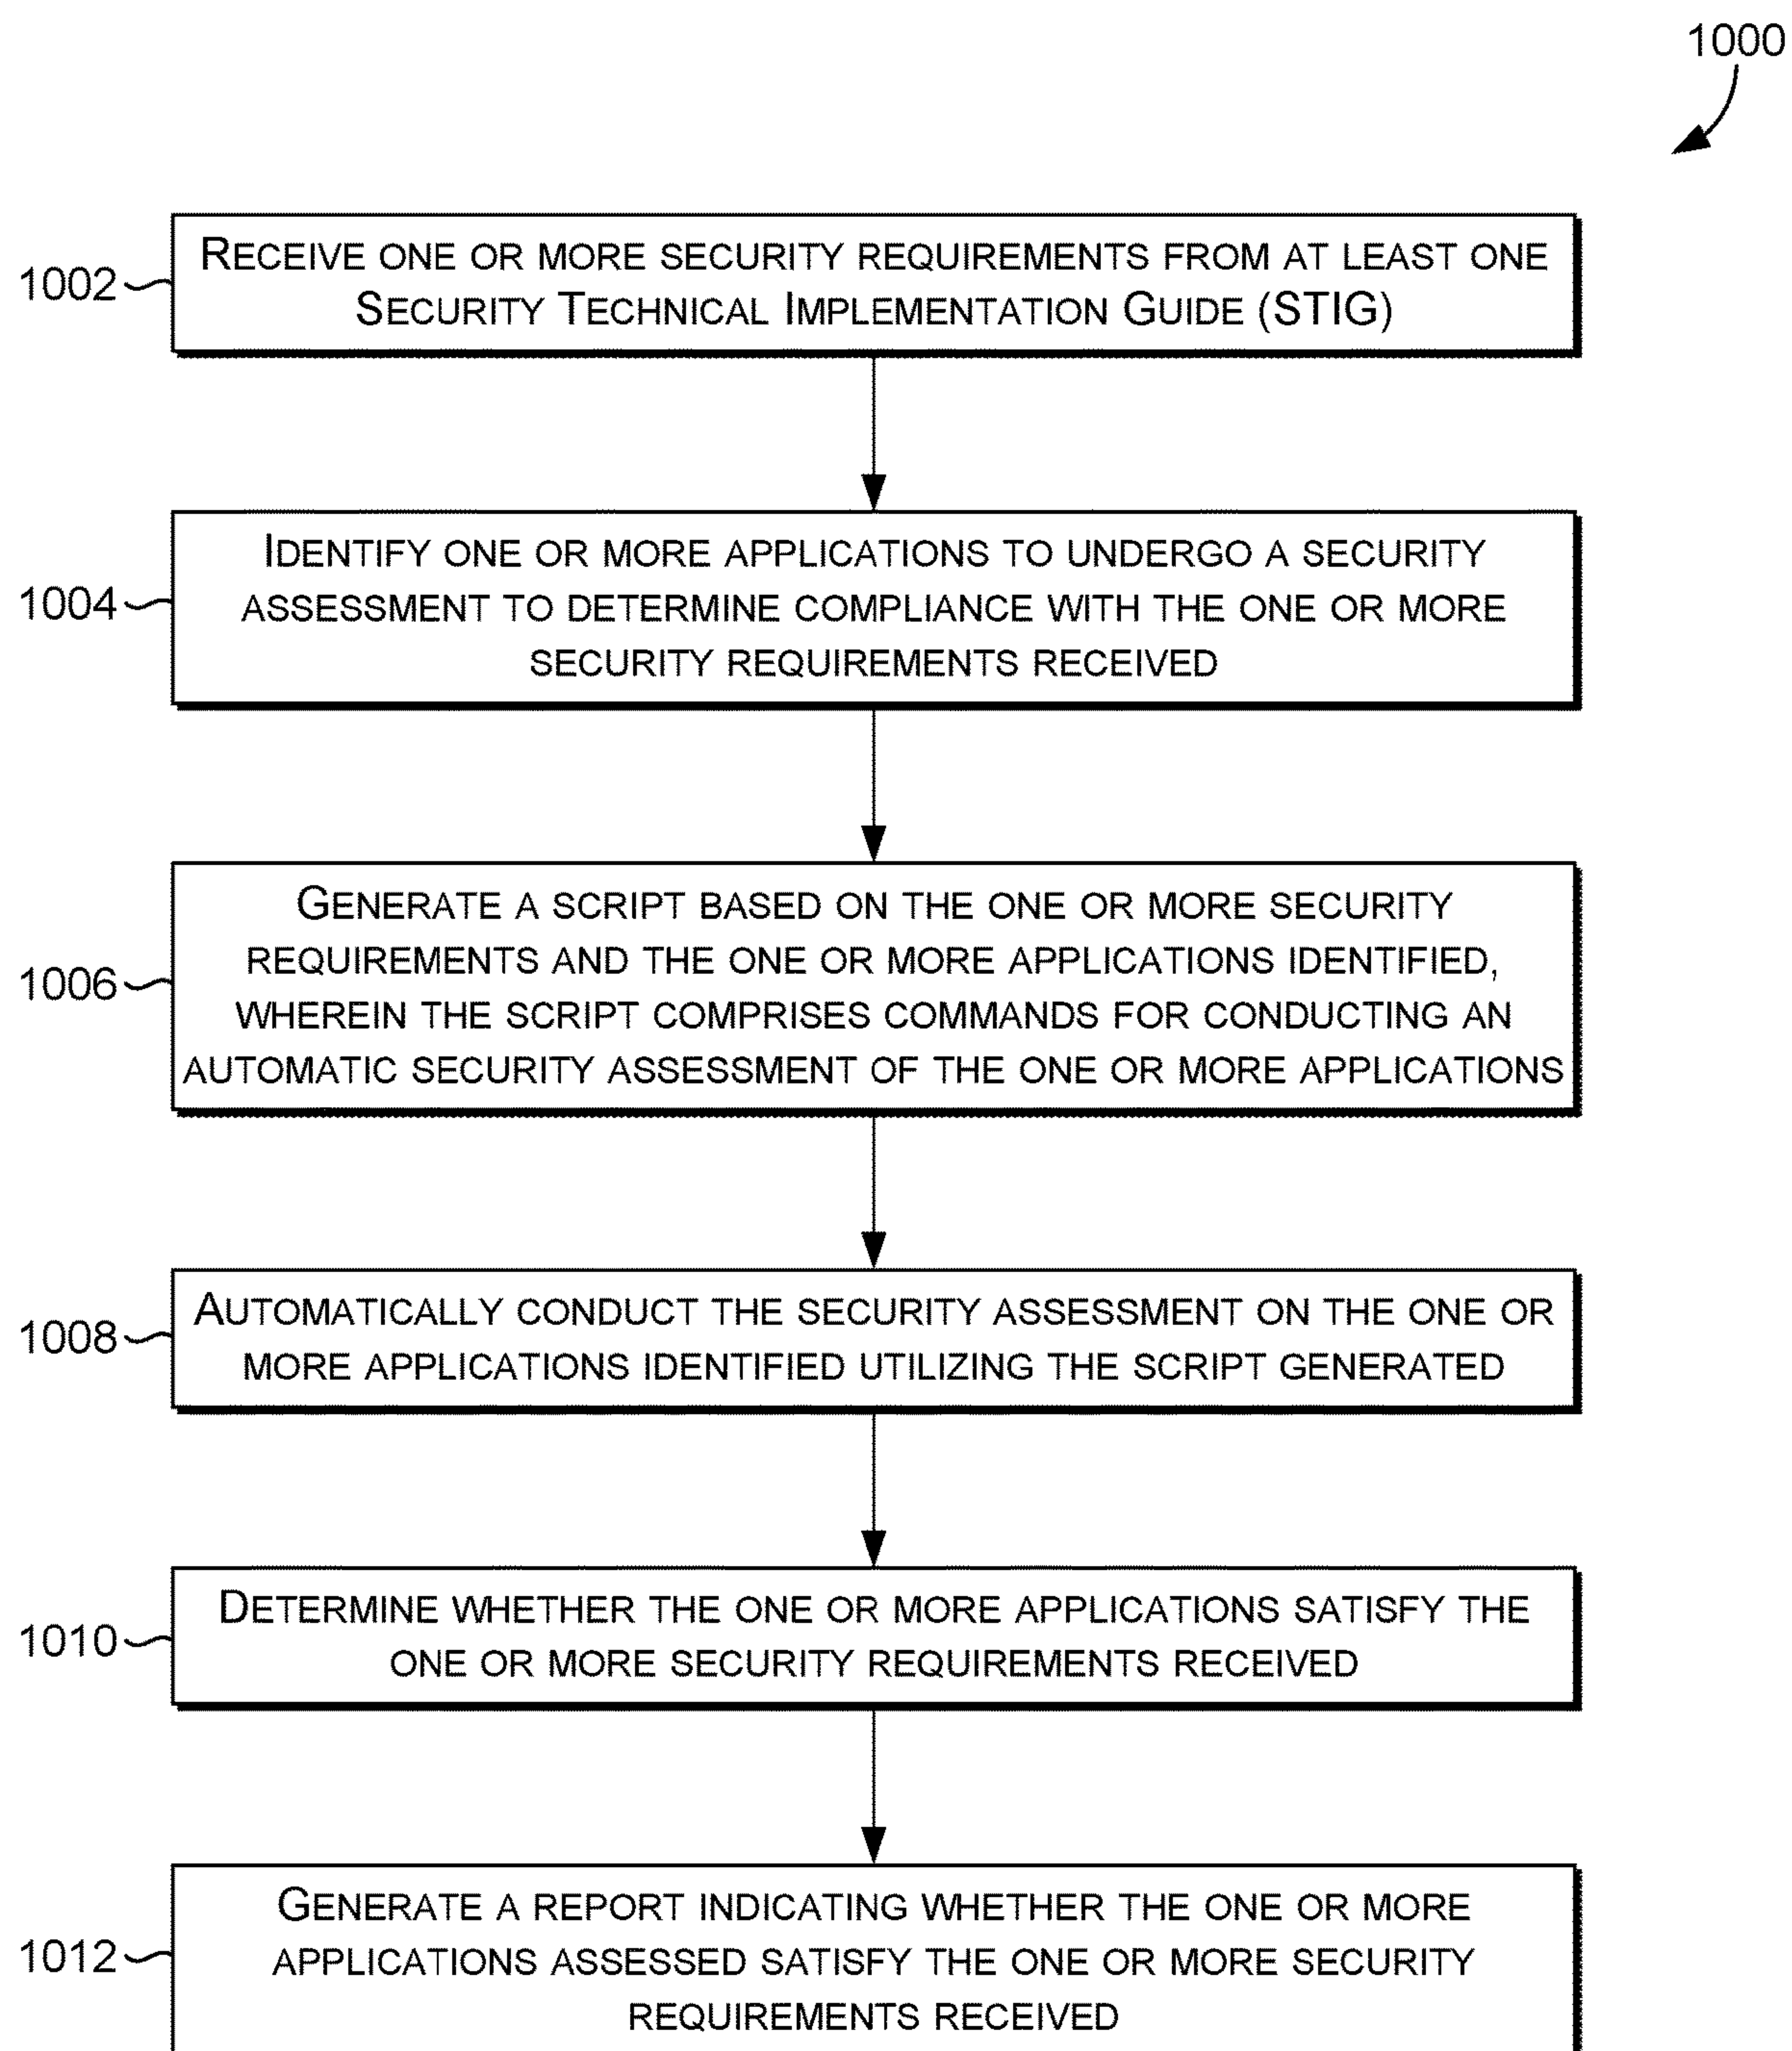 1000
1002
RECEIVE ONE OR MORE SECURITY REQUIREMENTS FROM AT LEAST ONE
SECURITY TECHNICAL IMPLEMENTATION GUIDE (STIG)
1004
IDENTIFY ONE OR MORE APPLICATIONS TO UNDERGO A SECURITY
ASSESSMENT TO DETERMINE COMPLIANCE WITH THE ONE OR MORE
SECURITY REQUIREMENTS RECEIVED
1006
GENERATE A SCRIPT BASED ON THE ONE OR MORE SECURITY
REQUIREMENTS AND THE ONE OR MORE APPLICATIONS IDENTIFIED,
WHEREIN THE SCRIPT COMPRISES COMMANDS FOR CONDUCTING AN
AUTOMATIC SECURITY ASSESSMENT OF THE ONE OR MORE APPLICATIONS
1008
AUTOMATICALLY CONDUCT THE SECURITY ASSESSMENT ON THE ONE OR
MORE APPLICATIONS IDENTIFIED UTILIZING THE SCRIPT GENERATED
1010
DETERMINE WHETHER THE ONE OR MORE APPLICATIONS SATISFY THE
ONE OR MORE SECURITY REQUIREMENTS RECEIVED
1012
GENERATE A REPORT INDICATING WHETHER THE ONE OR MORE
APPLICATIONS ASSESSED SATISFY THE ONE OR MORE SECURITY
REQUIREMENTS RECEIVED